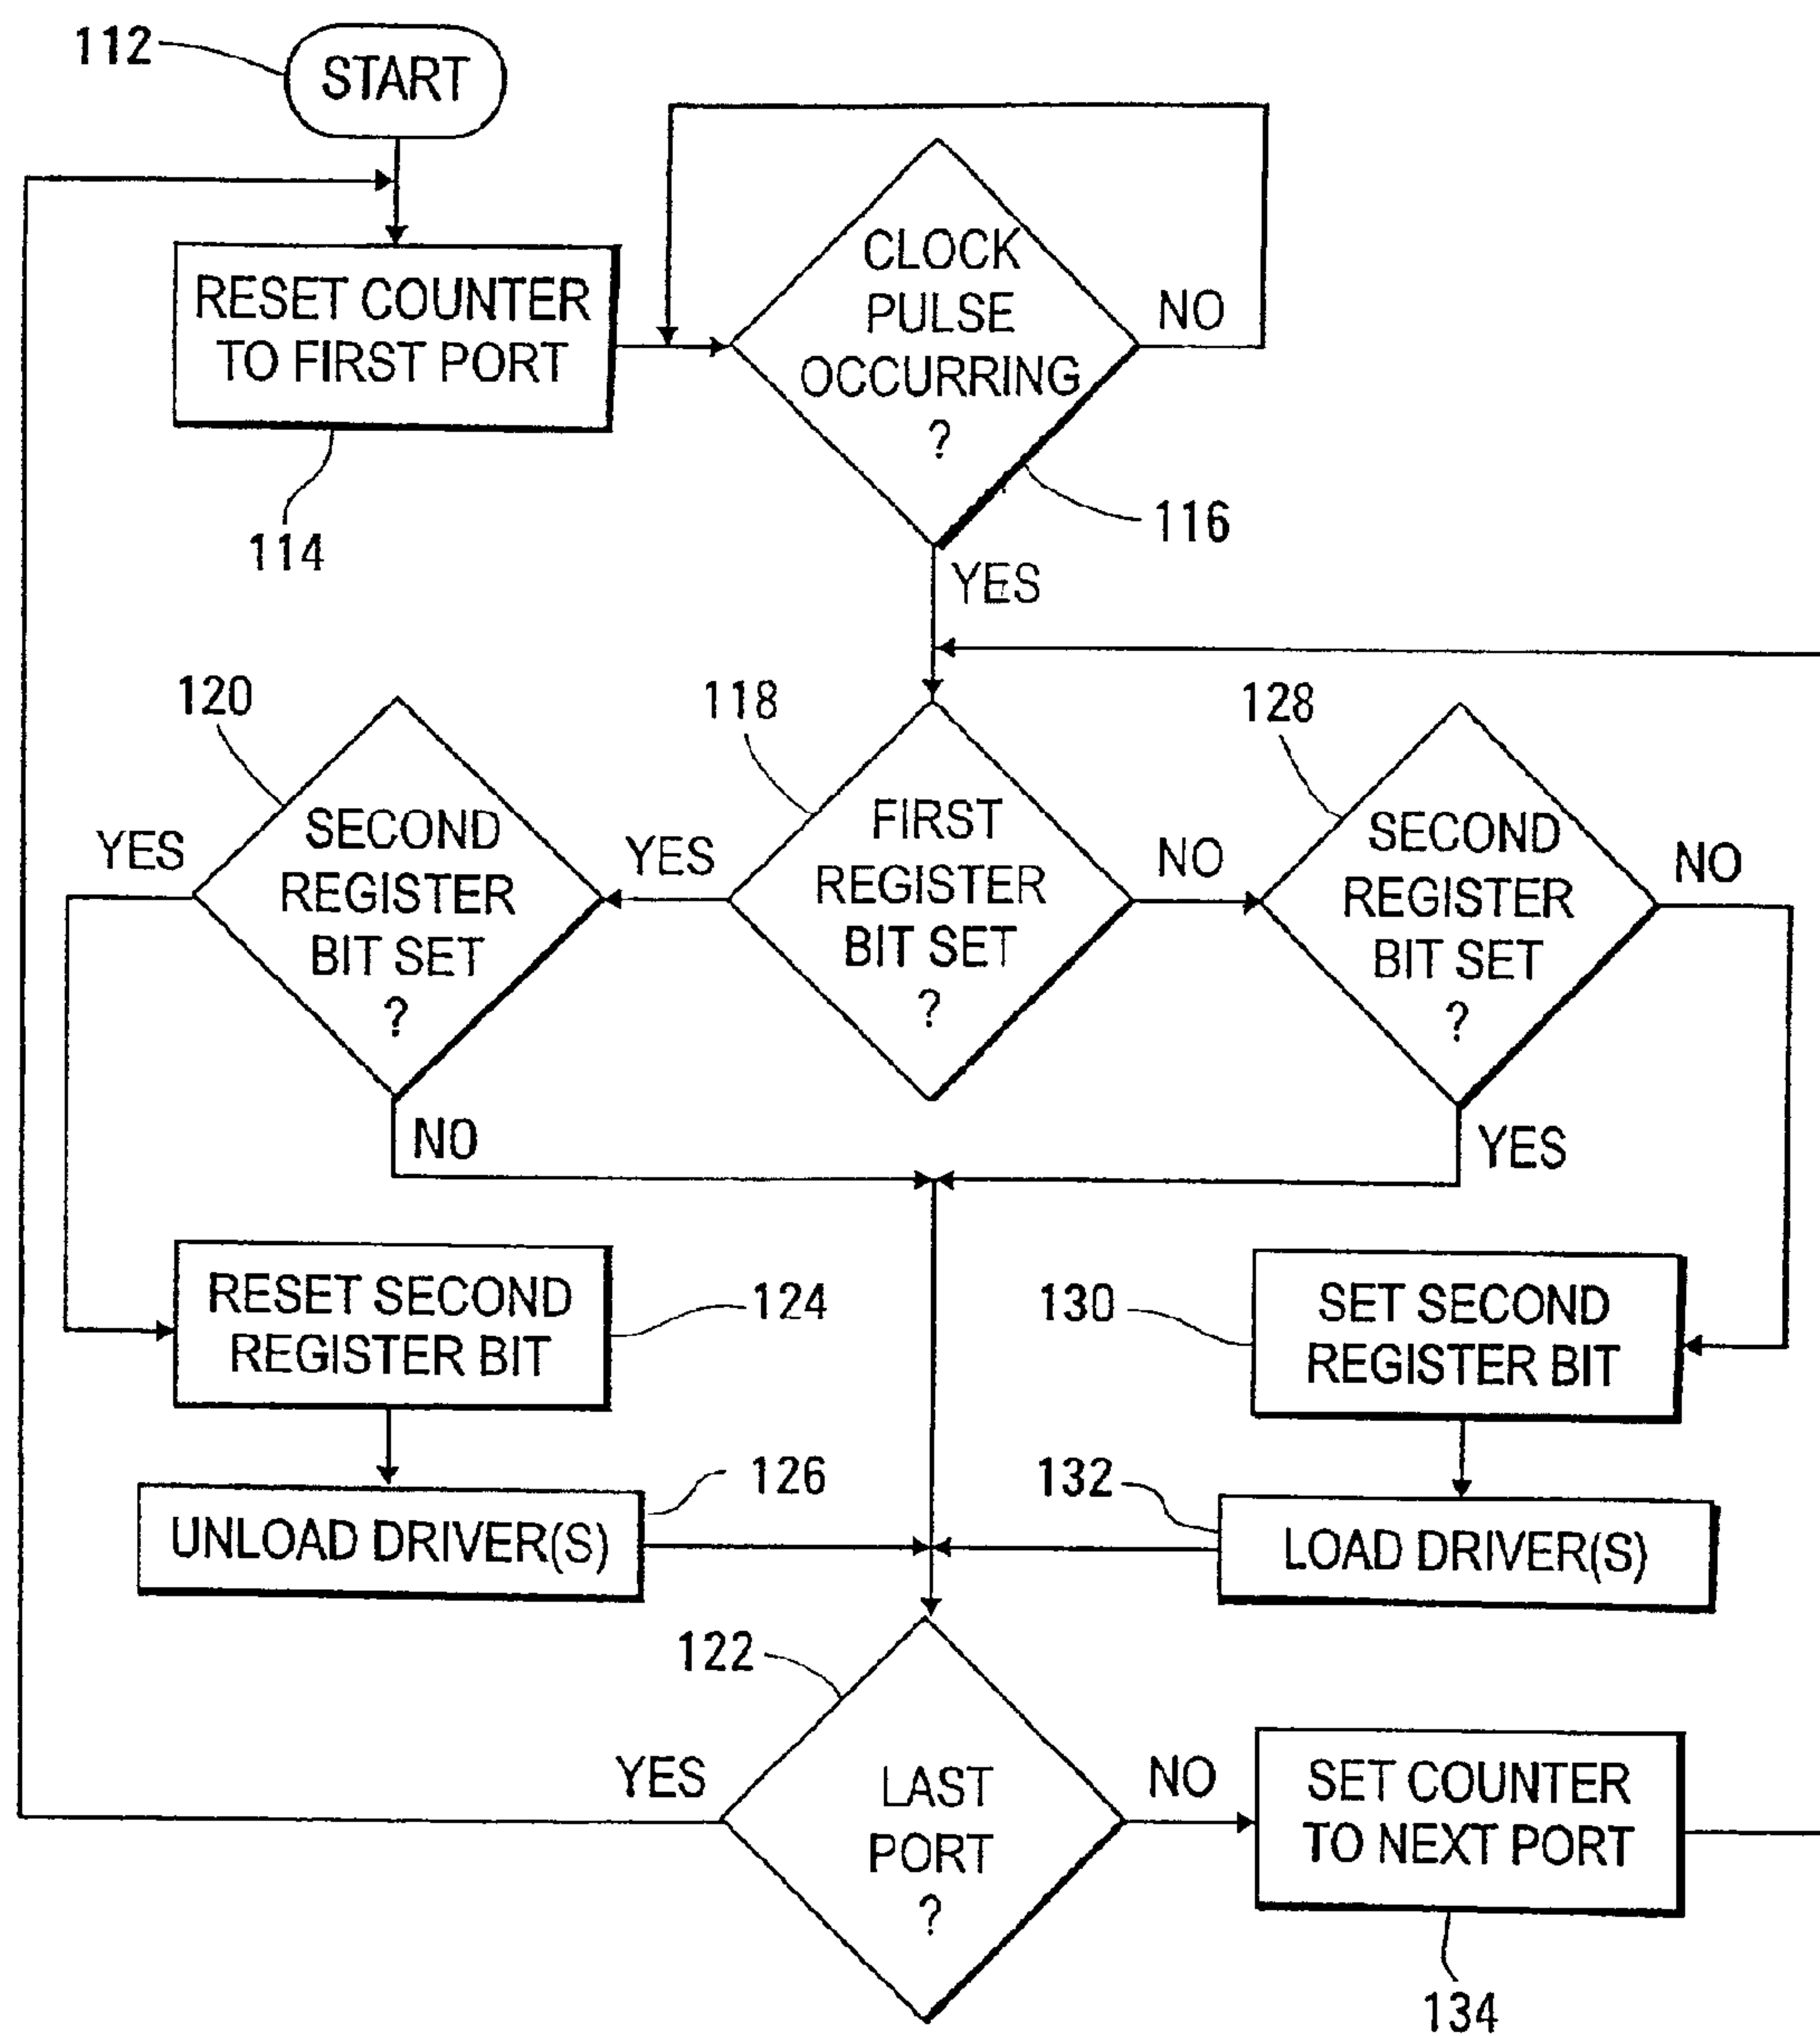 112
START
RESET COUNTER
TO FIRST PORT
114
CLOCK
PULSE
OCCURRING
?
NO
116
YES
120
118
128
YES
SECOND
REGISTER
BIT SET
?
YES
FIRST
REGISTER
BIT SET
?
NO
SECOND
REGISTER
BIT SET
?
NO
NO
YES
RESET SECOND
REGISTER BIT
124
130
SET SECOND
REGISTER BIT
126
132
UNLOAD DRIVER(S)
LOAD DRIVER(S)
122
YES
LAST
PORT
?
NO
SET COUNTER
TO NEXT PORT
134